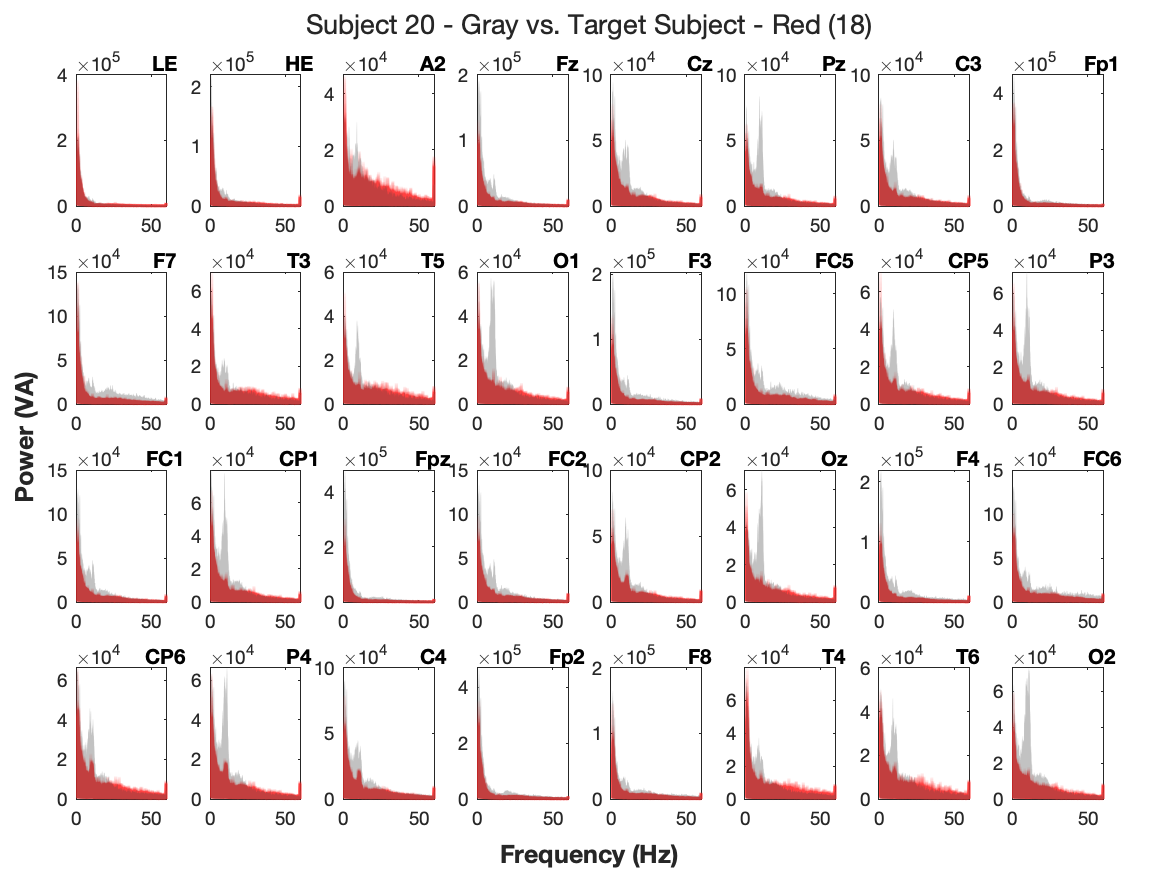 Subject 20 - Gray vs. Target Subject - Red (18)
×10^5 LE ×10^5 HE ×10^4 A2 ×10^5 Fz ×10^4 Cz ×10^4 Pz ×10^4 C3 ×10^5 Fp1
4 2 0 2 1 0 4 2 0 2 1 0 10 5 0 10 5 0 10 5 0 4 2 0
0 50 0 50 0 50 0 50 0 50 0 50 0 50 0 50
×10^4 F7 ×10^4 T3 ×10^4 T5 ×10^4 O1 ×10^5 F3 ×10^4 FC5 ×10^4 CP5 ×10^4 P3
15 10 5 0 6 4 2 0 6 4 2 0 6 4 2 0 2 1 0 10 5 0 6 4 2 0 6 4 2 0
0 50 0 50 0 50 0 50 0 50 0 50 0 50 0 50
Power (VA)
×10^4 FC1 ×10^4 CP1 ×10^5 Fpz ×10^4 FC2 ×10^4 CP2 ×10^4 Oz ×10^5 F4 ×10^4 FC6
15 10 5 0 6 4 2 0 4 2 0 15 10 5 0 10 5 0 6 4 2 0 2 1 0 15 10 5 0
0 50 0 50 0 50 0 50 0 50 0 50 0 50 0 50
×10^4 CP6 ×10^4 P4 ×10^4 C4 ×10^5 Fp2 ×10^5 F8 ×10^4 T4 ×10^4 T6 ×10^4 O2
6 4 2 0 6 4 2 0 10 5 0 4 2 0 2 1 0 6 4 2 0 6 4 2 0 6 4 2 0
0 50 0 50 0 50 0 50 0 50 0 50 0 50 0 50
Frequency (Hz)